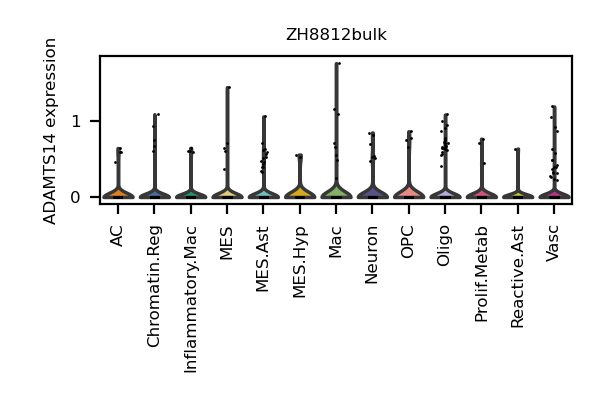 ZH8812bulk
ADAMTS14 expression
1
0
AC
Chromatin.Reg
Inflammatory.Mac
MES
MES.Ast
MES.Hyp
Mac
Neuron
OPC
Oligo
Prolif.Metab
Reactive.Ast
Vasc